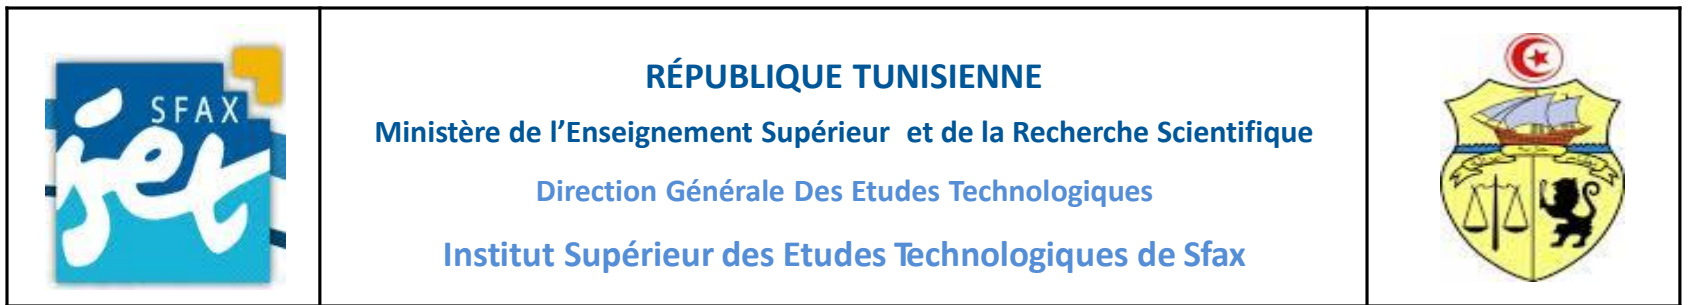 SFAX
iset
RÉPUBLIQUE TUNISIENNE
Ministère de l’Enseignement Supérieur et de la Recherche Scientifique
Direction Générale Des Etudes Technologiques
Institut Supérieur des Etudes Technologiques de Sfax